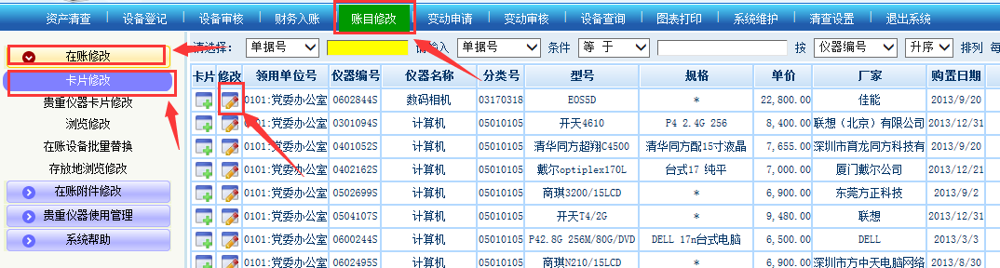 资产清查 设备登记 设备审核 财务入账 账目修改 变动申请 变动审核 设备查询 图表打印 系统维护 清查设置 退出系统
在账修改
卡片修改
贵重仪器卡片修改
浏览修改
在账设备批量替换
存放地浏览修改
在账附件修改
贵重仪器使用管理
系统帮助
请选择： 单据号 请输入 单据号 条件 等 于 按 仪器编号 升序 排列 每
卡片 修改 领用单位号 仪器编号 仪器名称 分类号 型号 规格 单价 厂家 购置日期
0101:党委办公室 0602844S 数码相机 03170318 EOS5D * 22,800.00 佳能 2013/9/20
0101:党委办公室 0301094S 计算机 05010105 开天4610 P4 2.4G 256 8,400.00 联想（北京）有限公司 2013/12/31
0101:党委办公室 0401052S 计算机 05010105 清华同方超翔C4500 清华同方配15寸液晶 7,655.00 深圳市育龙同方科技有 2013/9/20
0101:党委办公室 0402162S 计算机 05010105 戴尔optiplex170L 台式17 纯平 7,000.00 厦门戴尔公司 2013/12/21
0101:党委办公室 0502699S 计算机 05010105 商琪3200/15LCD * 6,900.00 东莞方正科技 2013/9/2
0101:党委办公室 0504107S 计算机 05010105 开天T4/2G * 9,480.00 联想 2013/12/31
0101:党委办公室 0600244S 计算机 05010105 P42.8G 256M/80G/DVD DELL 17n台式电脑 6,500.00 DELL 2013/3/3
0101:党委办公室 0602495S 计算机 05010105 商琪N210/15LCD * 6,900.00 深圳市方中天电脑网络 2013/8/30